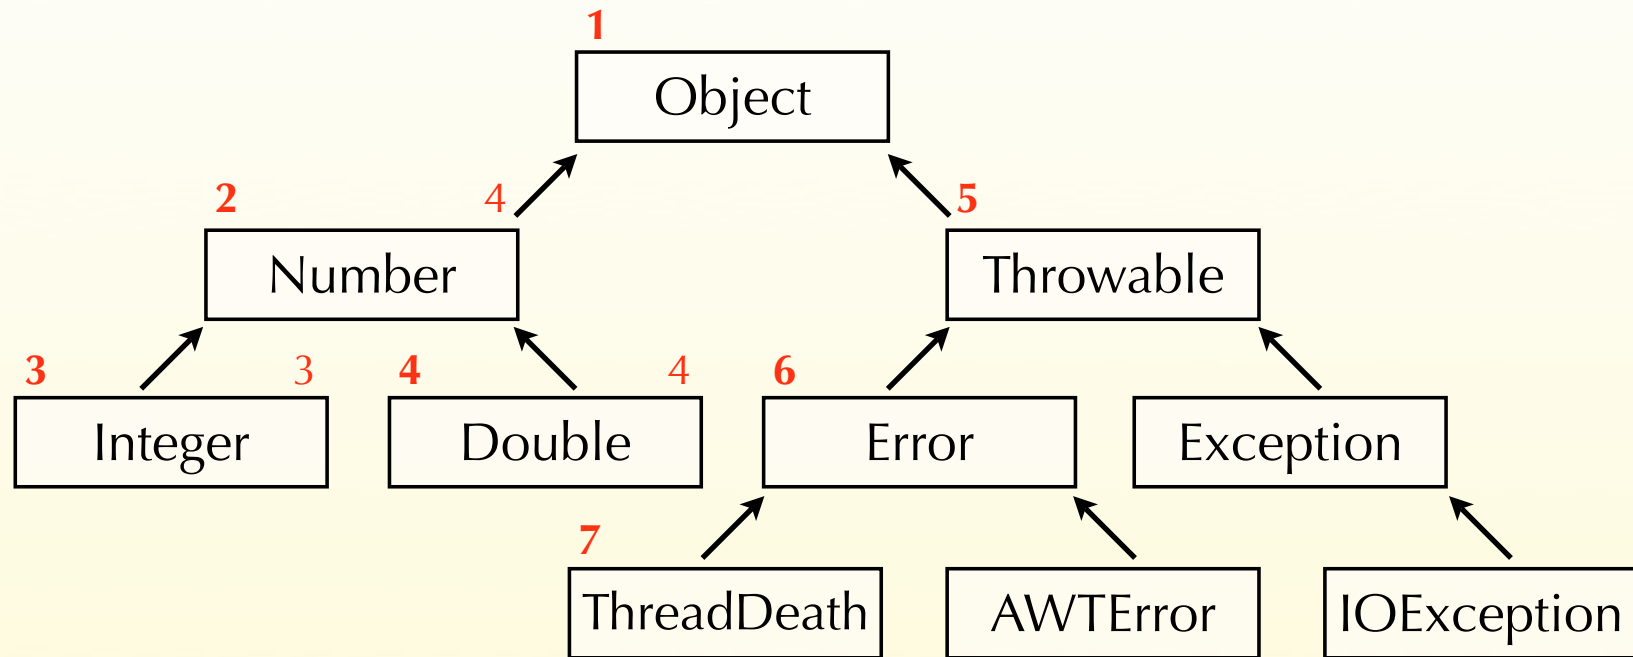 1
Object
2 4 5
Number Throwable
3 3 4 4 6
Integer Double Error Exception
7
ThreadDeath AWTError IOException